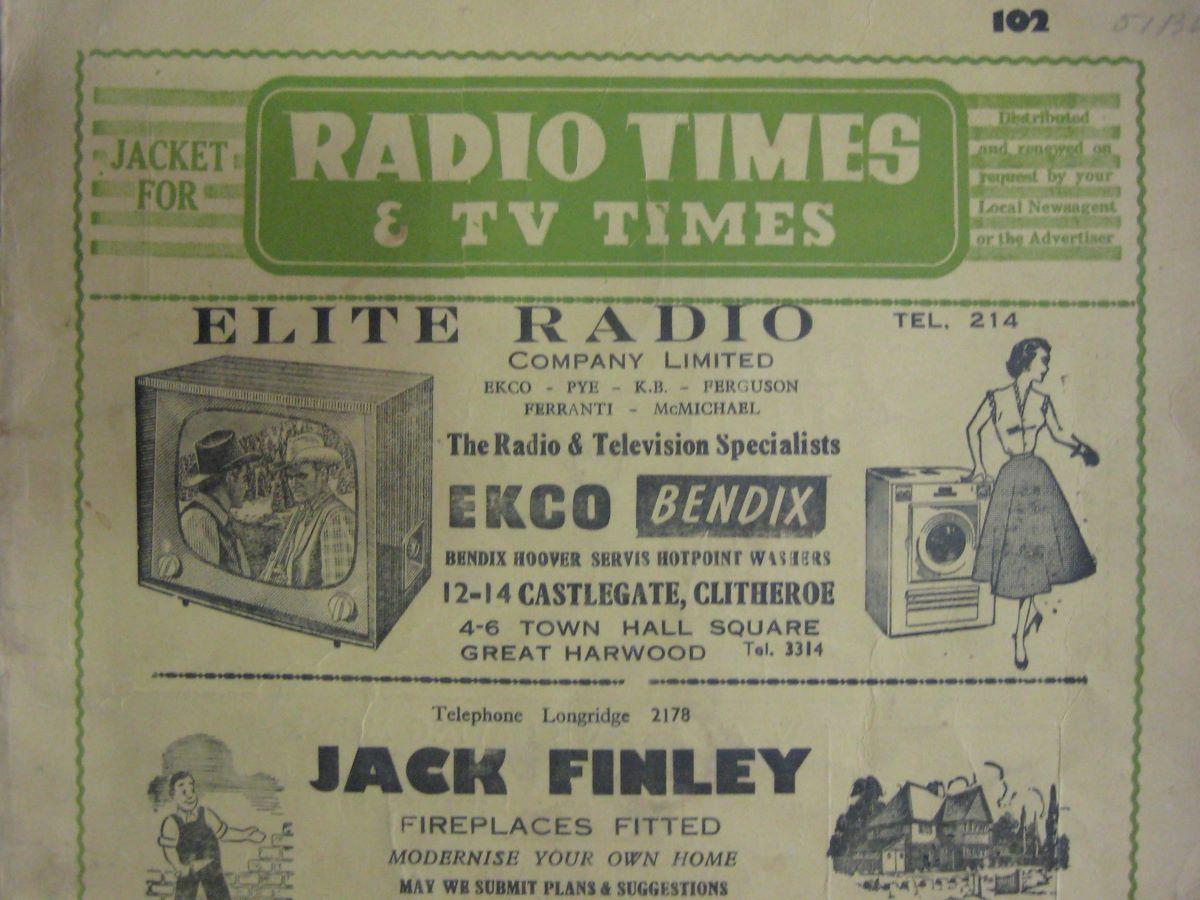 102
JACKET FOR
RADIO TIMES
& TV TIMES
Distributed
and renewed on
request by your
Local Newsagent
or the Advertiser
ELITE RADIO
TEL. 214
COMPANY LIMITED
EKCO - PYE - K.B. - FERGUSON
FERRANTI - McMICHAEL
The Radio & Television Specialists
EKCO BENDIX
BENDIX HOOVER SERVIS HOTPOINT WASHERS
12-14 CASTLEGATE, CLITHEROE
4-6 TOWN HALL SQUARE
GREAT HARWOOD Tel. 3314
Telephone Longridge 2178
JACK FINLEY
FIREPLACES FITTED
MODERNISE YOUR OWN HOME
MAY WE SUBMIT PLANS & SUGGESTIONS